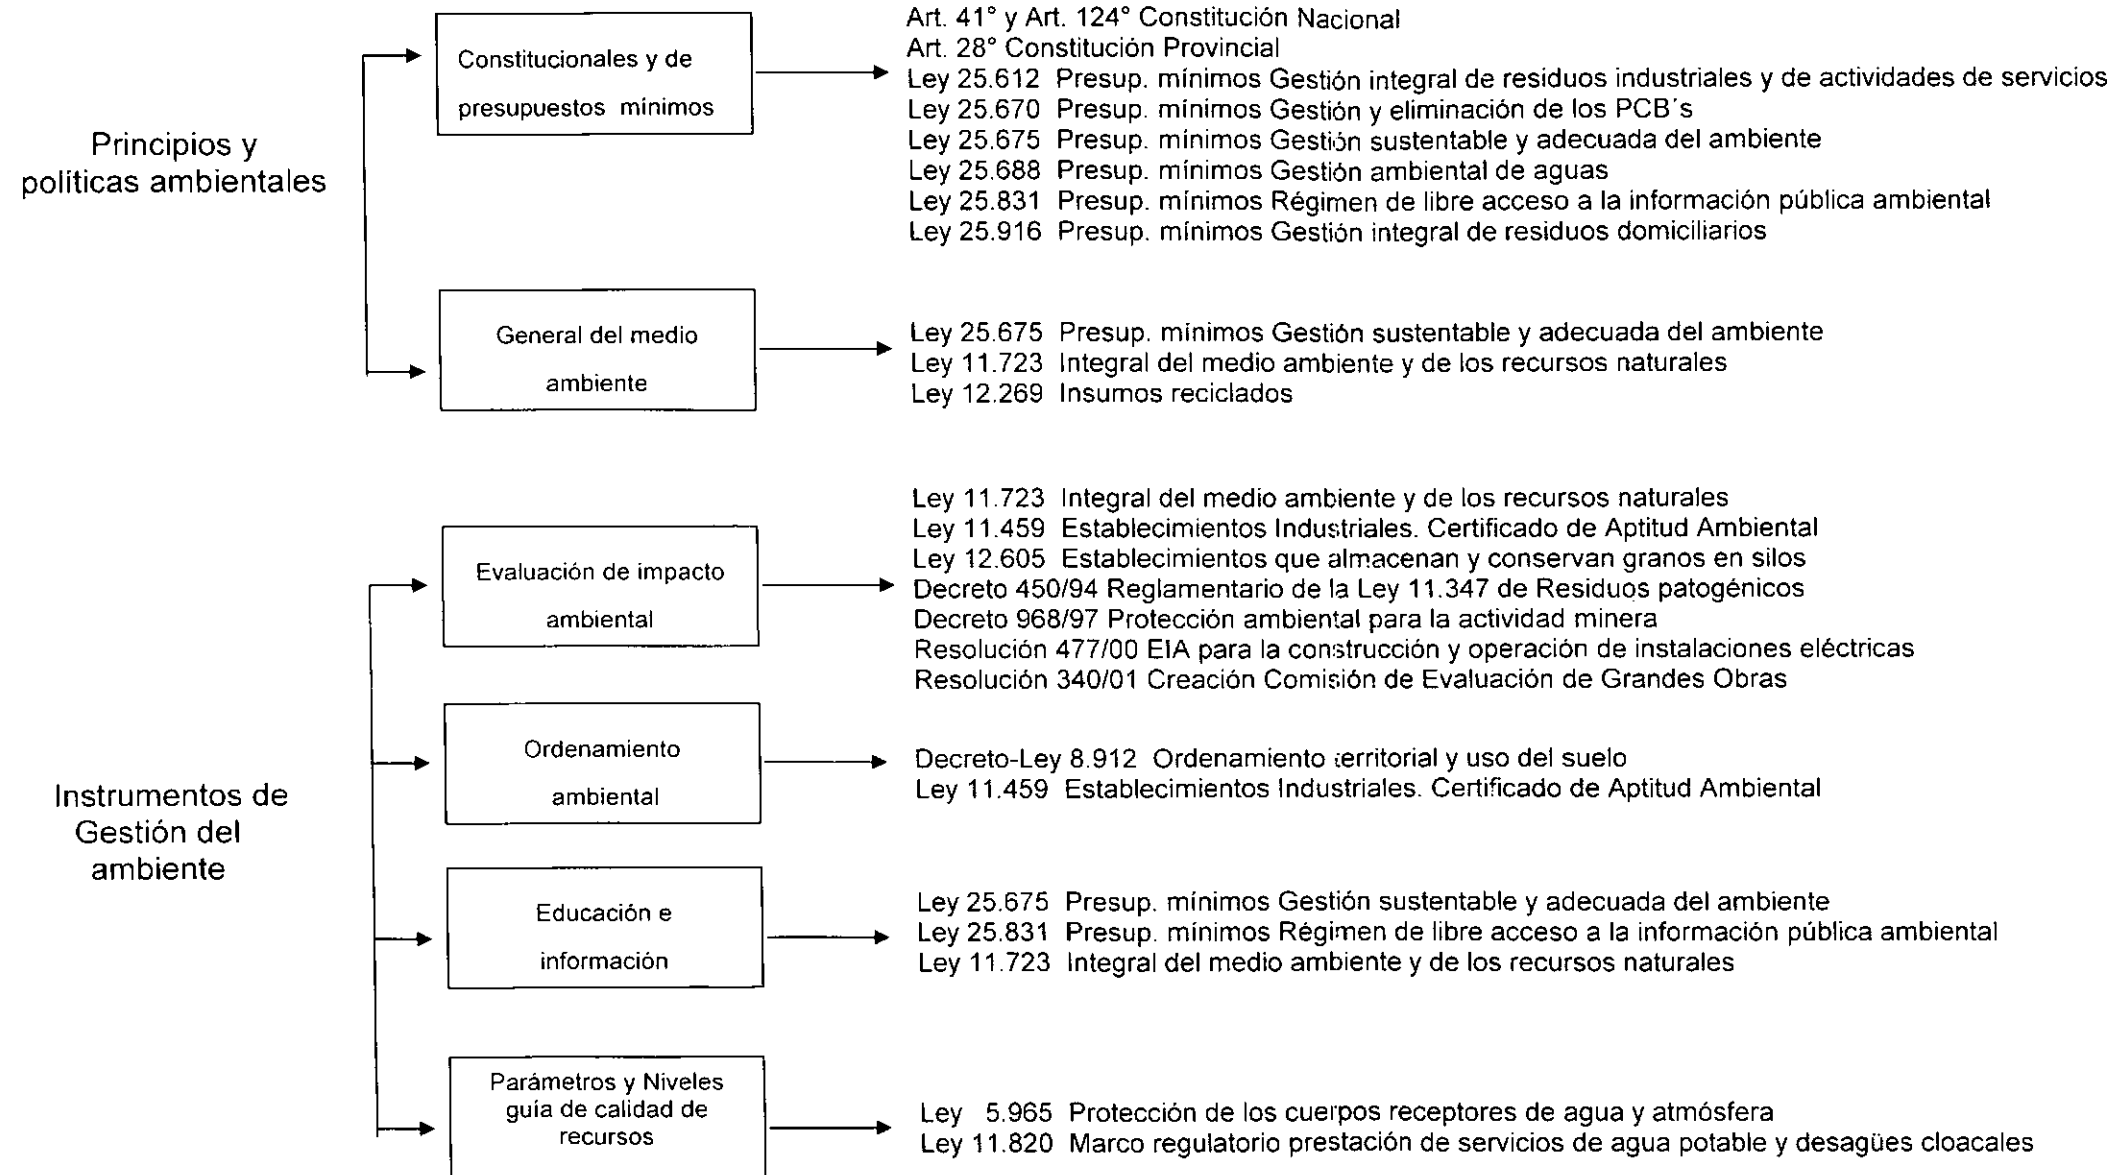 Principios y
políticas ambientales
Constitucionales y de
presupuestos mínimos
Art. 41° y Art. 124° Constitución Nacional
Art. 28° Constitución Provincial
Ley 25.612 Presup. mínimos Gestión integral de residuos industriales y de actividades de servicios
Ley 25.670 Presup. mínimos Gestión y eliminación de los PCB´s
Ley 25.675 Presup. mínimos Gestión sustentable y adecuada del ambiente
Ley 25.688 Presup. mínimos Gestión ambiental de aguas
Ley 25.831 Presup. mínimos Régimen de libre acceso a la información pública ambiental
Ley 25.916 Presup. mínimos Gestión integral de residuos domiciliarios
General del medio
ambiente
Ley 25.675 Presup. mínimos Gestión sustentable y adecuada del ambiente
Ley 11.723 Integral del medio ambiente y de los recursos naturales
Ley 12.269 Insumos reciclados
Instrumentos de
Gestión del
ambiente
Evaluación de impacto
ambiental
Ley 11.723 Integral del medio ambiente y de los recursos naturales
Ley 11.459 Establecimientos Industriales. Certificado de Aptitud Ambiental
Ley 12.605 Establecimientos que almacenan y conservan granos en silos
Decreto 450/94 Reglamentario de la Ley 11.347 de Residuos patogénicos
Decreto 968/97 Protección ambiental para la actividad minera
Resolución 477/00 EIA para la construcción y operación de instalaciones eléctricas
Resolución 340/01 Creación Comisión de Evaluación de Grandes Obras
Ordenamiento
ambiental
Decreto-Ley 8.912 Ordenamiento territorial y uso del suelo
Ley 11.459 Establecimientos Industriales. Certificado de Aptitud Ambiental
Educación e
información
Ley 25.675 Presup. mínimos Gestión sustentable y adecuada del ambiente
Ley 25.831 Presup. mínimos Régimen de libre acceso a la información pública ambiental
Ley 11.723 Integral del medio ambiente y de los recursos naturales
Parámetros y Niveles
guía de calidad de
recursos
Ley 5.965 Protección de los cuerpos receptores de agua y atmósfera
Ley 11.820 Marco regulatorio prestación de servicios de agua potable y desagües cloacales